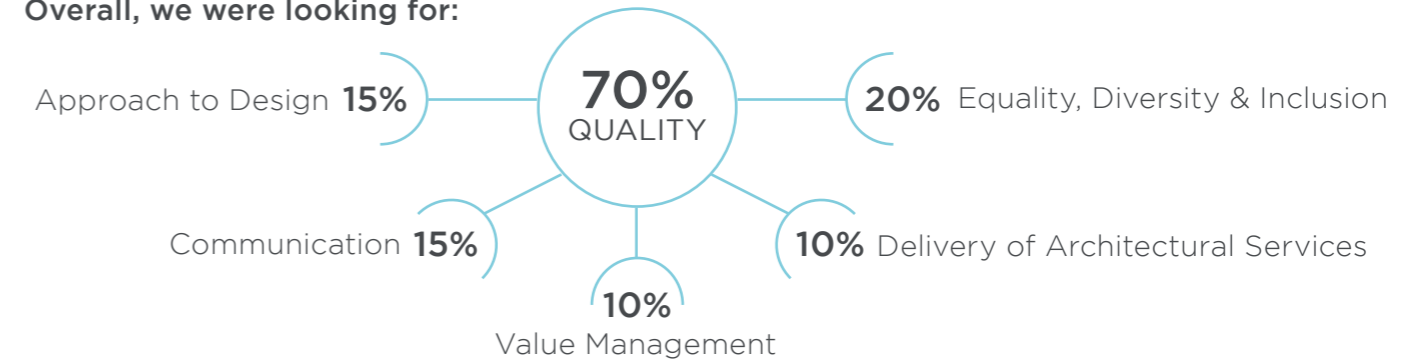 Overall, we were looking for:
70%
QUALITY
Approach to Design 15%
20% Equality, Diversity & Inclusion
Communication 15%
10% Delivery of Architectural Services
10%
Value Management